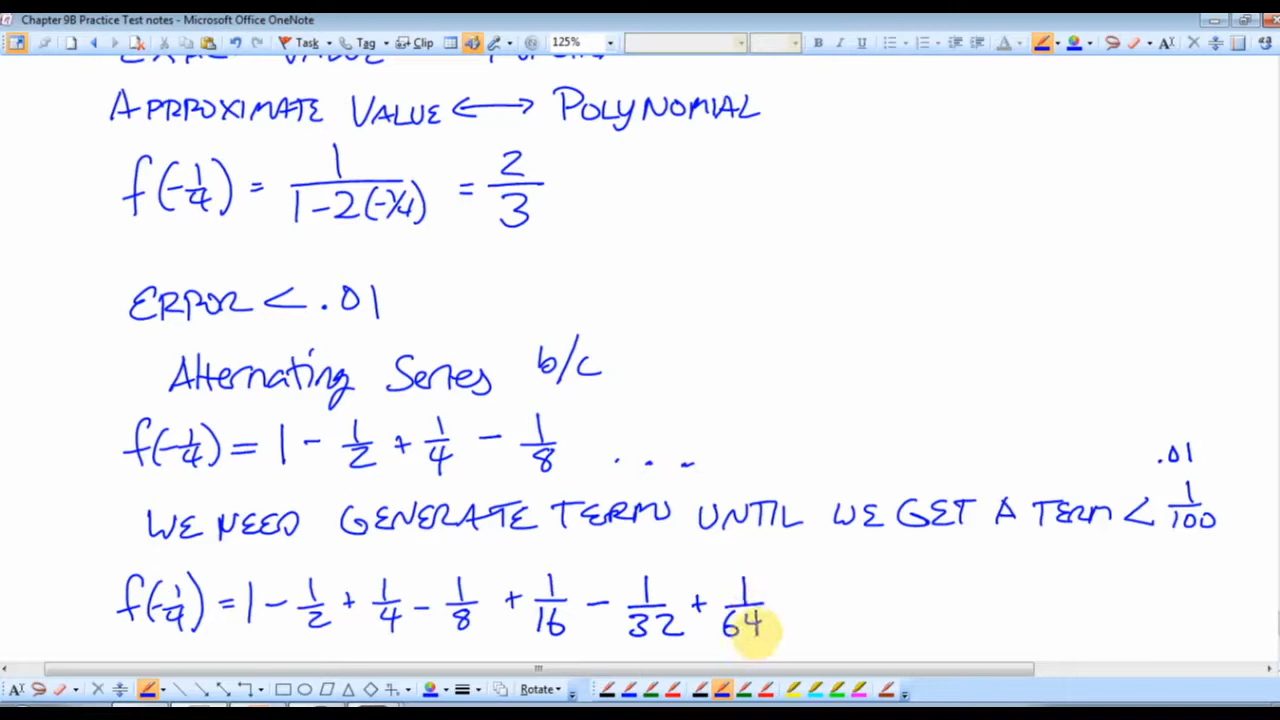 Chapter 9B Practice Test notes - Microsoft Office OneNote
Task Tag Clip 125% B I U A A
APPROXIMATE VALUE ⟷ POLYNOMIAL
f(-1/4) = 1/(1-2(-1/4)) = 2/3
ERROR < .01
Alternating Series b/c
f(-1/4) = 1 - 1/2 + 1/4 - 1/8 ...
.01
WE NEED GENERATE TERMS UNTIL WE GET A TERM < 1/100
f(-1/4) = 1 - 1/2 + 1/4 - 1/8 + 1/16 - 1/32 + 1/64
A Rotate